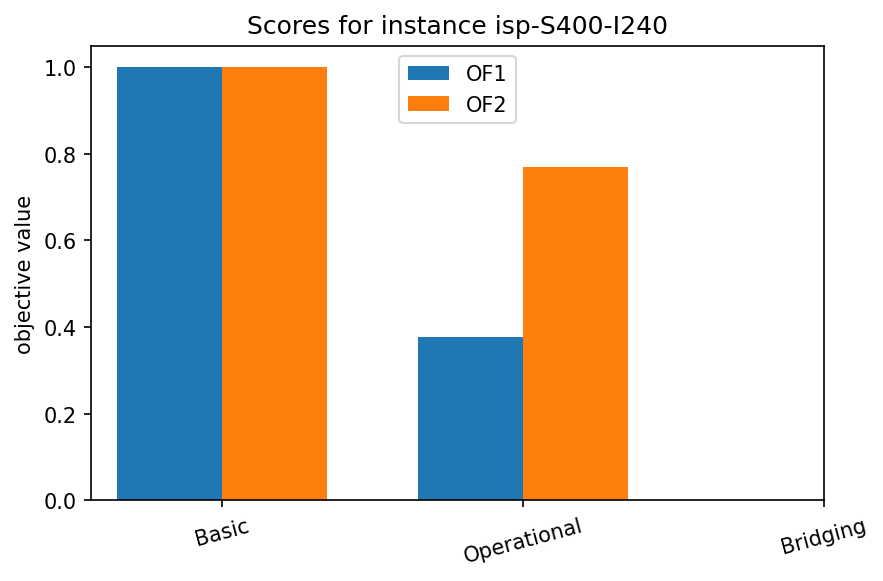 Scores for instance isp-S400-I240
OF1
OF2
objective value
1.0
0.8
0.6
0.4
0.2
0.0
Basic
Operational
Bridging